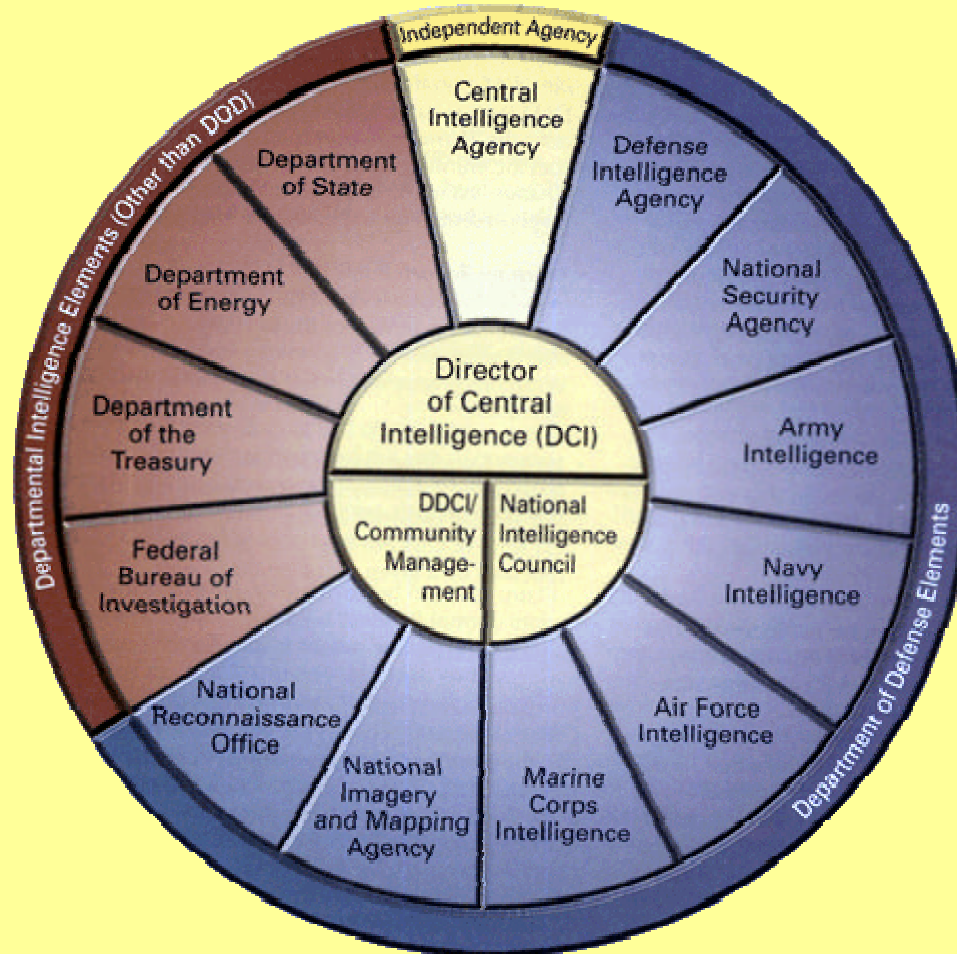 Independent Agency
Central
Intelligence
Agency
Defense
Intelligence
Agency
National
Security
Agency
Army
Intelligence
Navy
Intelligence
Air Force
Intelligence
Marine
Corps
Intelligence
National
Imagery
and Mapping
Agency
National
Reconnaissance
Office
Federal
Bureau of
Investigation
Department
of the
Treasury
Department
of Energy
Department
of State
Departmental Intelligence Elements (Other than DOD)
Department of Defense Elements
Director
of Central
Intelligence (DCI)
DDCI/
Community
Manage-
ment
National
Intelligence
Council